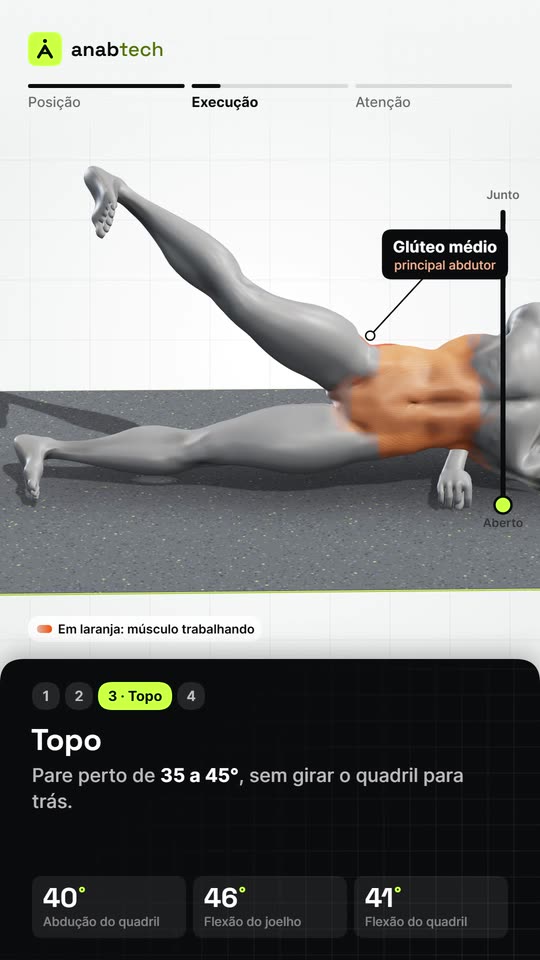 anabtech
Posição
Execução
Atenção
Junto
Glúteo médio
principal abdutor
Aberto
Em laranja: músculo trabalhando
1
2
3 · Topo
4
Topo
Pare perto de 35 a 45°, sem girar o quadril para
trás.
40°
Abdução do quadril
46°
Flexão do joelho
41°
Flexão do quadril